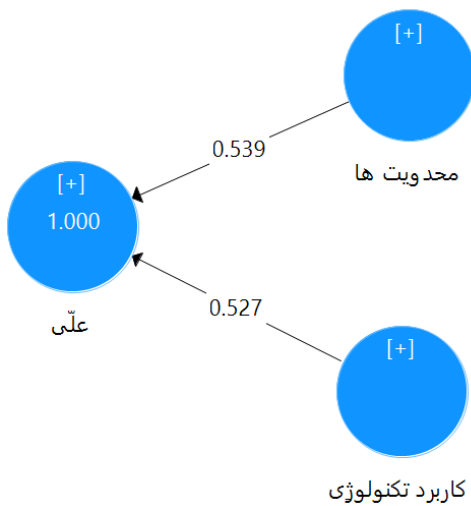 [+]
0.539
محدویت ها
[+]
1.000
علّی
0.527
[+]
کاربرد تکنولوژی